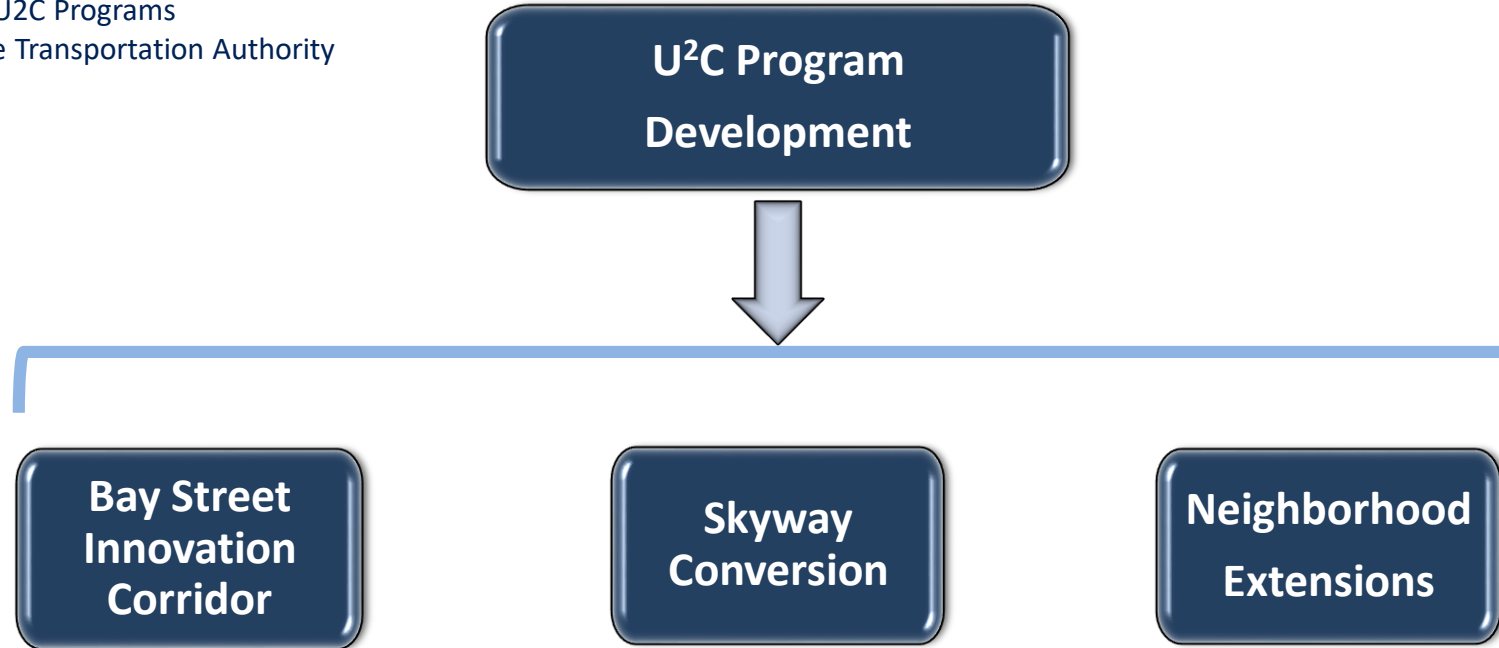 U2C Programs
Transportation Authority
U²C Program
Development
Bay Street
Innovation
Corridor
Skyway
Conversion
Neighborhood
Extensions